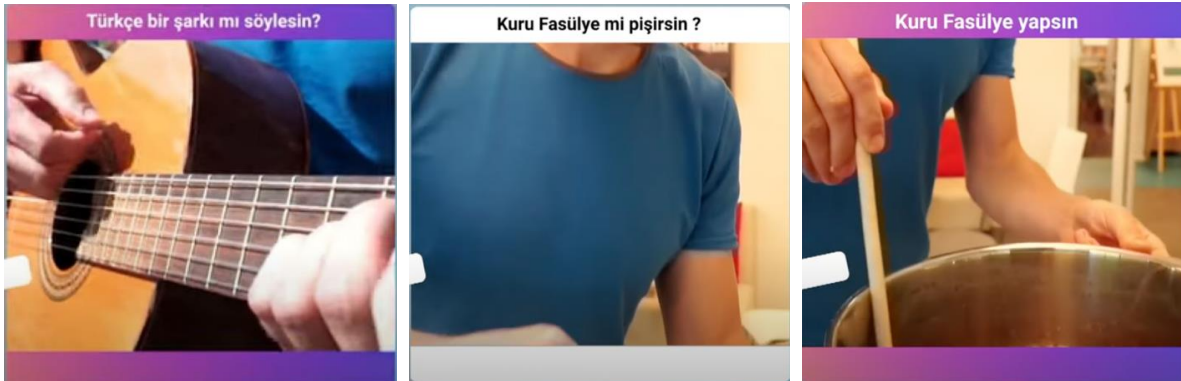 Türkçe bir şarkı mı söylesin?
Kuru Fasülye mi pişirsin ?
Kuru Fasülye yapsın